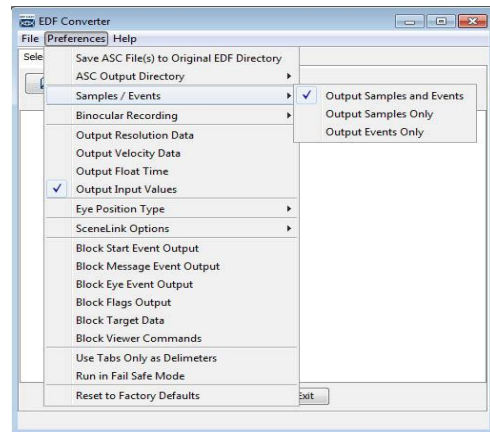 EDF Converter
File Preferences Help
Sele
Save ASC File(s) to Original EDF Directory
ASC Output Directory
Samples / Events
Output Samples and Events
Output Samples Only
Output Events Only
Binocular Recording
Output Resolution Data
Output Velocity Data
Output Float Time
Output Input Values
Eye Position Type
SceneLink Options
Block Start Event Output
Block Message Event Output
Block Eye Event Output
Block Flags Output
Block Target Data
Block Viewer Commands
Use Tabs Only as Delimeters
Run in Fail Safe Mode
Reset to Factory Defaults
Exit